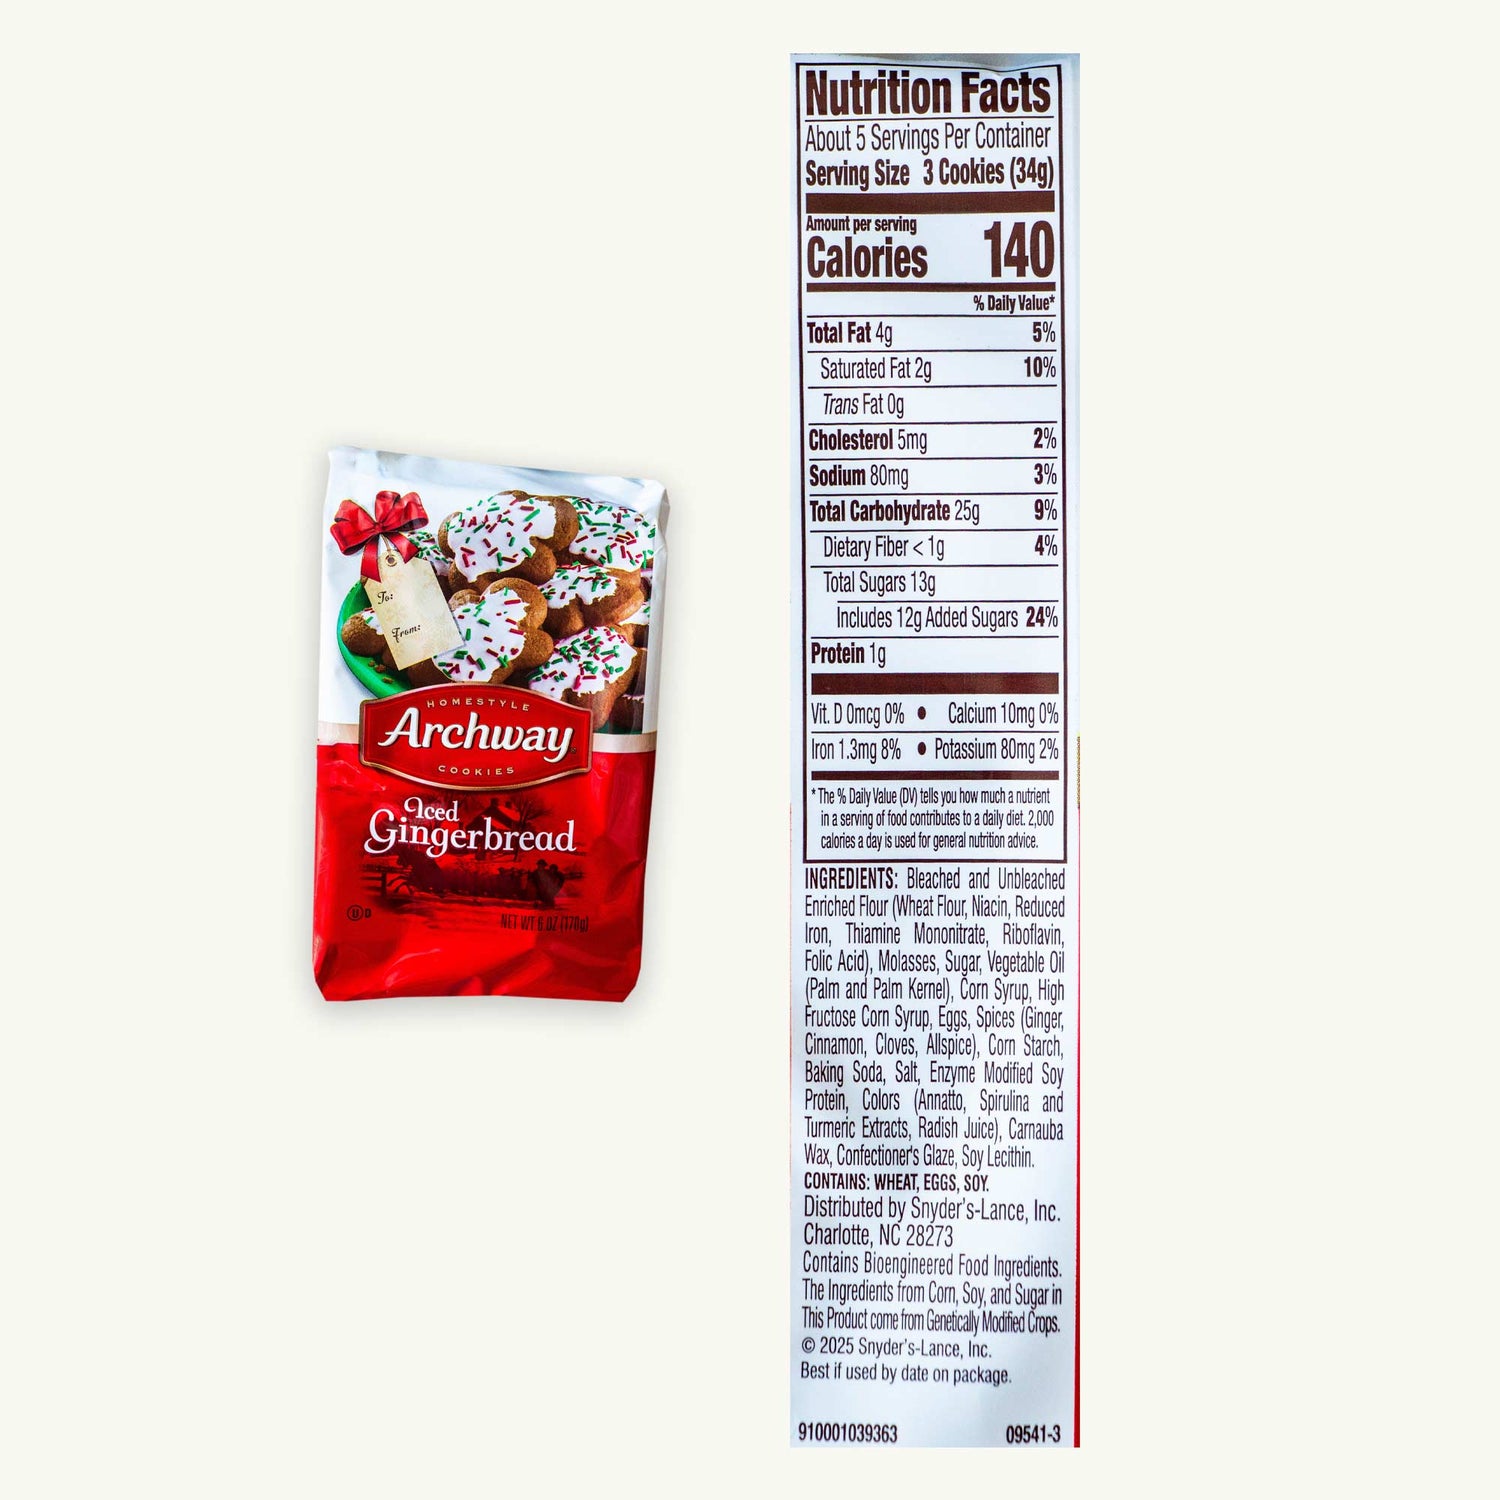 To:
From:
HOMESTYLE
Archway
COOKIES
Iced
Gingerbread
U D
NET WT 6 OZ (170g)
Nutrition Facts
About 5 Servings Per Container
Serving Size 3 Cookies (34g)
Amount per serving
Calories 140
% Daily Value*
Total Fat 4g 5%
Saturated Fat 2g 10%
Trans Fat 0g
Cholesterol 5mg 2%
Sodium 80mg 3%
Total Carbohydrate 25g 9%
Dietary Fiber < 1g 4%
Total Sugars 13g
Includes 12g Added Sugars 24%
Protein 1g
Vit. D 0mcg 0% • Calcium 10mg 0%
Iron 1.3mg 8% • Potassium 80mg 2%
* The % Daily Value (DV) tells you how much a nutrient
in a serving of food contributes to a daily diet. 2,000
calories a day is used for general nutrition advice.
INGREDIENTS: Bleached and Unbleached
Enriched Flour (Wheat Flour, Niacin, Reduced
Iron, Thiamine Mononitrate, Riboflavin,
Folic Acid), Molasses, Sugar, Vegetable Oil
(Palm and Palm Kernel), Corn Syrup, High
Fructose Corn Syrup, Eggs, Spices (Ginger,
Cinnamon, Cloves, Allspice), Corn Starch,
Baking Soda, Salt, Enzyme Modified Soy
Protein, Colors (Annatto, Spirulina and
Turmeric Extracts, Radish Juice), Carnauba
Wax, Confectioner's Glaze, Soy Lecithin.
CONTAINS: WHEAT, EGGS, SOY.
Distributed by Snyder's-Lance, Inc.
Charlotte, NC 28273
Contains Bioengineered Food Ingredients.
The Ingredients from Corn, Soy, and Sugar in
This Product come from Genetically Modified Crops.
© 2025 Snyder's-Lance, Inc.
Best if used by date on package.
910001039363 09541-3